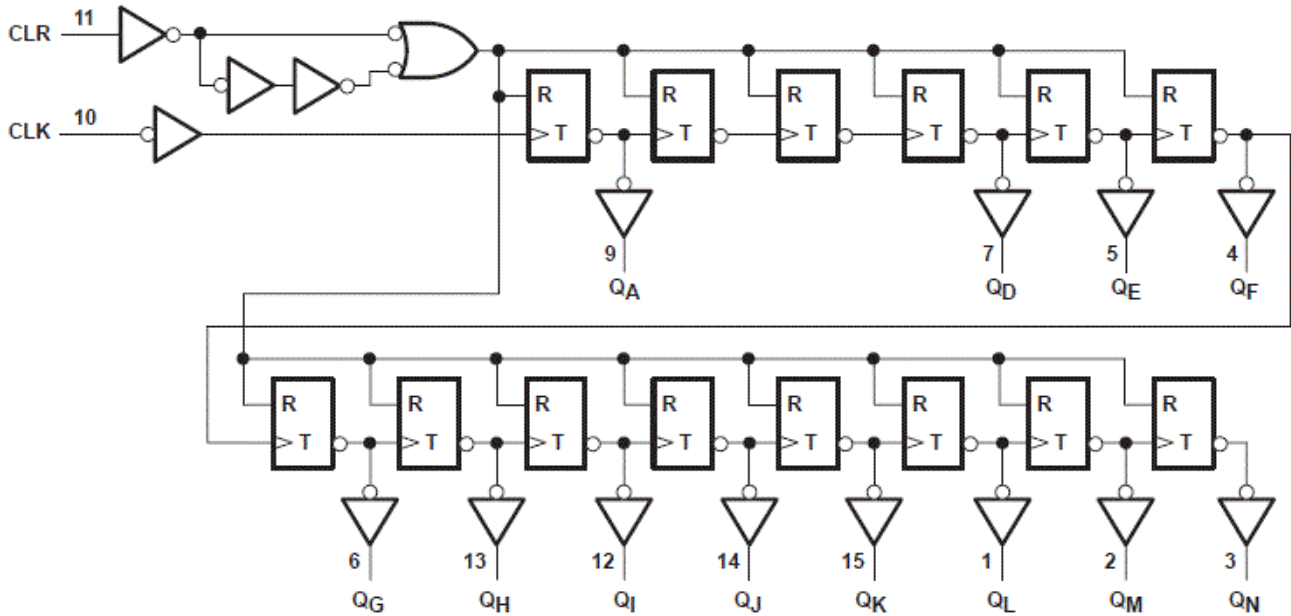 CLR 11
CLK 10
R R R R R R
T T T T T T
9 7 5 4
QA QD QE QF
R R R R R R R R
T T T T T T T T
6 13 12 14 15 1 2 3
QG QH QI QJ QK QL QM QN